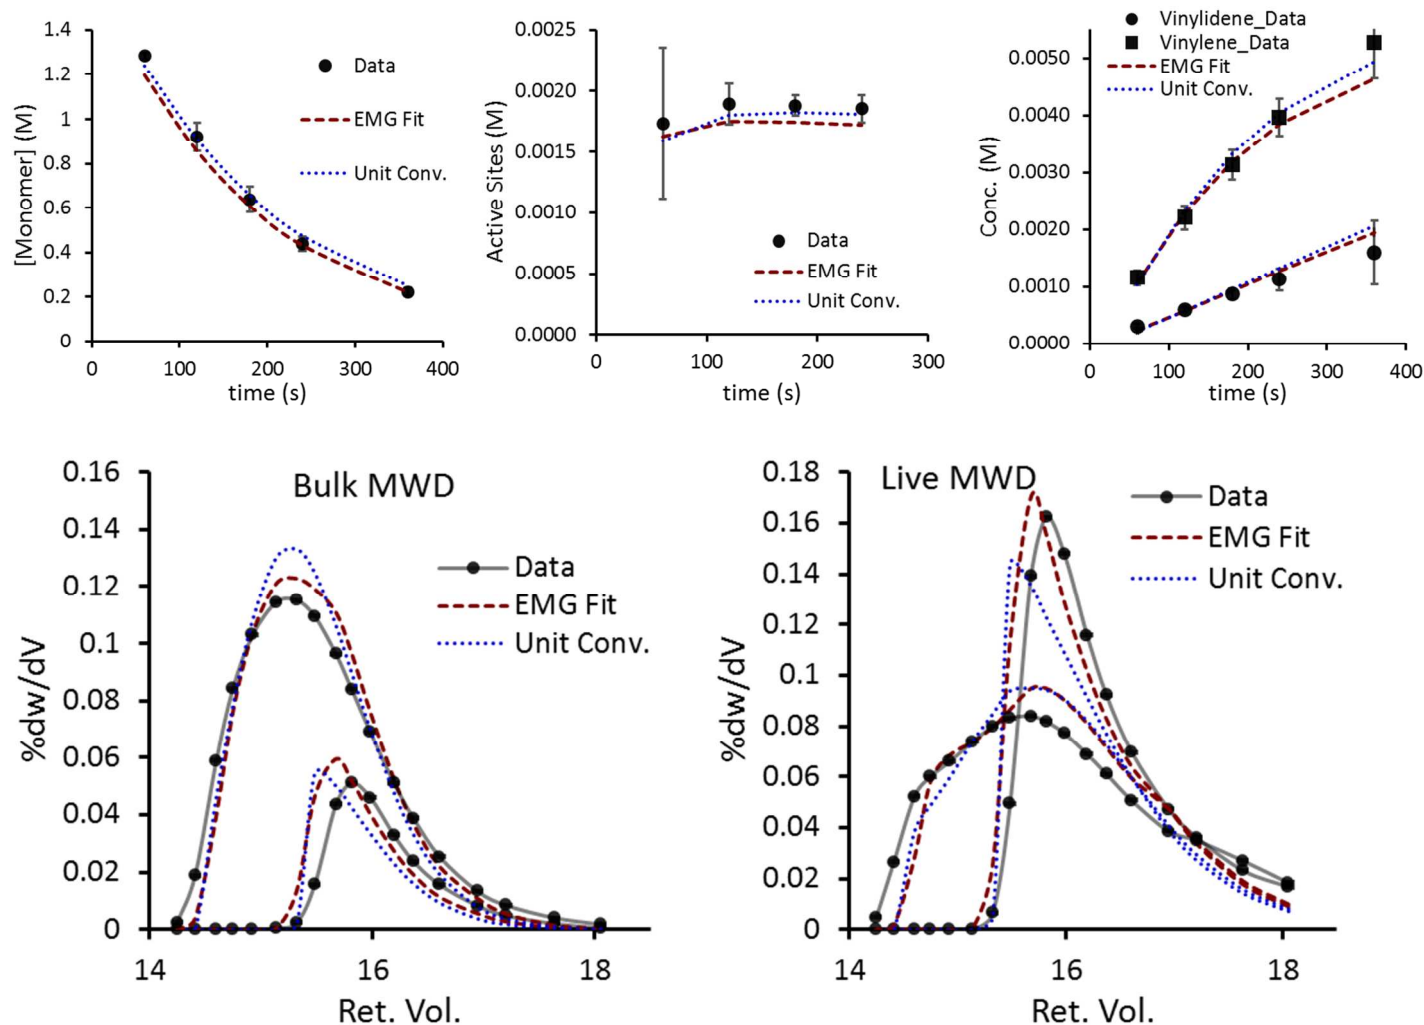 1.4
1.2
1
0.8
0.6
0.4
0.2
0
0
100
200
300
400
[Monomer] (M)
time (s)
Data
EMG Fit
Unit Conv.
0.0025
0.0020
0.0015
0.0010
0.0005
0.0000
0
100
200
300
Active Sites (M)
time (s)
Data
EMG Fit
Unit Conv.
Vinylidene_Data
Vinylene_Data
EMG Fit
Unit Conv.
0.0050
0.0040
0.0030
0.0020
0.0010
0.0000
0
100
200
300
400
Conc. (M)
time (s)
Bulk MWD
0.16
0.14
0.12
0.1
0.08
0.06
0.04
0.02
0
14
16
18
%dw/dV
Ret. Vol.
Data
EMG Fit
Unit Conv.
Live MWD
0.18
0.16
0.14
0.12
0.1
0.08
0.06
0.04
0.02
0
14
16
18
%dw/dV
Ret. Vol.
Data
EMG Fit
Unit Conv.